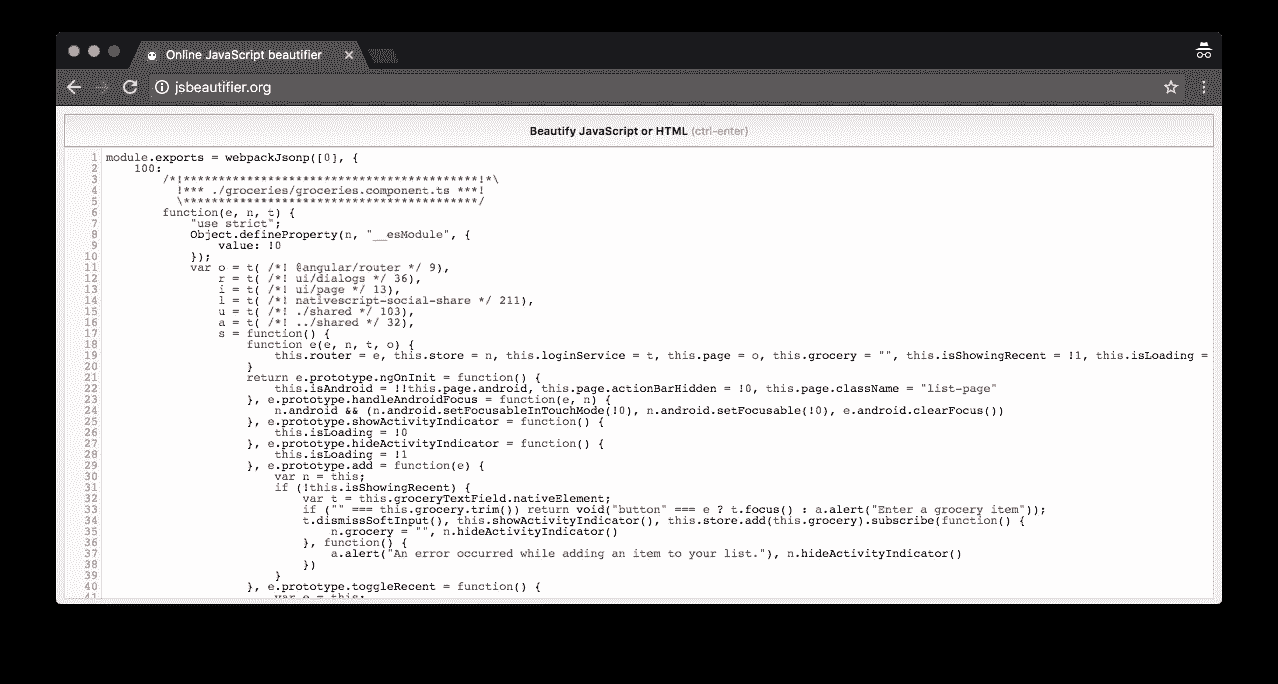 Online JavaScript beautifier
jsbeautifier.org
Beautify JavaScript or HTML (ctrl-enter)
1 module.exports = webpackJsonp([0], {
2 100:
3 /*!******************************************!*\
4 !*** ./groceries/groceries.component.ts ***!
5 \******************************************/
6 function(e, n, t) {
7 "use strict";
8 Object.defineProperty(n, "__esModule", {
9 value: !0
10 });
11 var o = t( /*! @angular/router */ 9),
12 r = t( /*! ui/dialogs */ 36),
13 i = t( /*! ui/page */ 13),
14 l = t( /*! nativescript-social-share */ 211),
15 u = t( /*! ./shared */ 103),
16 a = t( /*! ../shared */ 32),
17 s = function() {
18 function e(e, n, t, o) {
19 this.router = e, this.store = n, this.loginService = t, this.page = o, this.grocery = "", this.isShowingRecent = !1, this.isLoading =
20 }
21 return e.prototype.ngOnInit = function() {
22 this.isAndroid = !!this.page.android, this.page.actionBarHidden = !0, this.page.className = "list-page"
23 }, e.prototype.handleAndroidFocus = function(e, n) {
24 n.android && (n.android.setFocusableInTouchMode(!0), n.android.setFocusable(!0), e.android.clearFocus())
25 }, e.prototype.showActivityIndicator = function() {
26 this.isLoading = !0
27 }, e.prototype.hideActivityIndicator = function() {
28 this.isLoading = !1
29 }, e.prototype.add = function(e) {
30 var n = this;
31 if (!this.isShowingRecent) {
32 var t = this.groceryTextField.nativeElement;
33 if ("" === this.grocery.trim()) return void("button" === e ? t.focus() : a.alert("Enter a grocery item"));
34 t.dismissSoftInput(), this.showActivityIndicator(), this.store.add(this.grocery).subscribe(function() {
35 n.grocery = "", n.hideActivityIndicator()
36 }, function() {
37 a.alert("An error occurred while adding an item to your list."), n.hideActivityIndicator()
38 })
39 }
40 }, e.prototype.toggleRecent = function() {
41 var e = this;